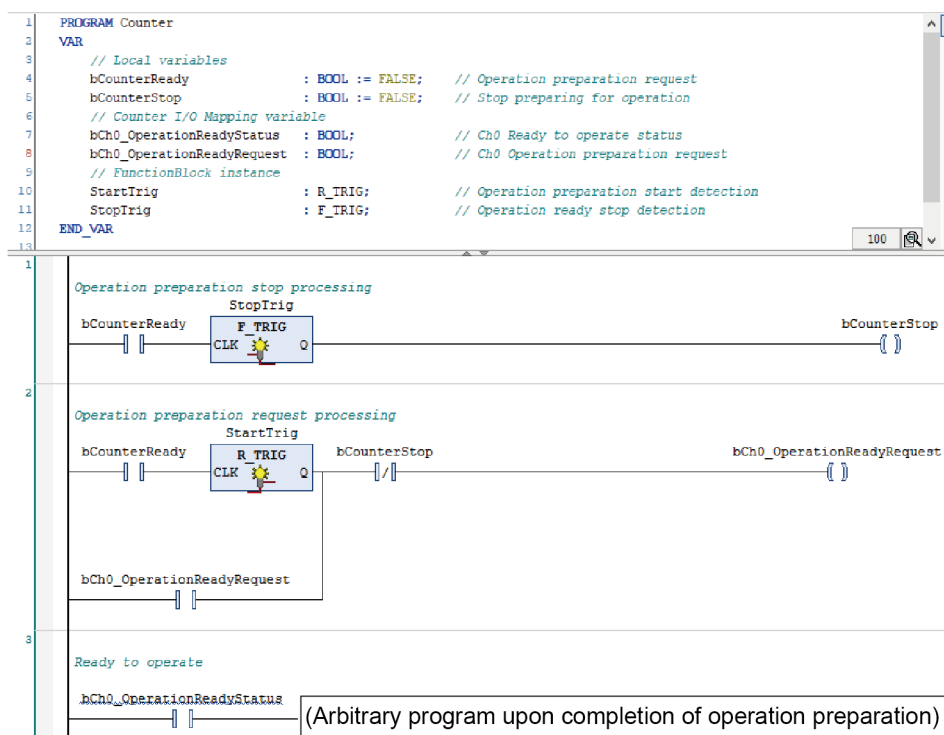 1 PROGRAM Counter
2 VAR
3 // Local variables
4 bCounterReady : BOOL := FALSE; // Operation preparation request
5 bCounterStop : BOOL := FALSE; // Stop preparing for operation
6 // Counter I/O Mapping variable
7 bCh0_OperationReadyStatus : BOOL; // Ch0 Ready to operate status
8 bCh0_OperationReadyRequest : BOOL; // Ch0 Operation preparation request
9 // FunctionBlock instance
10 StartTrig : R_TRIG; // Operation preparation start detection
11 StopTrig : F_TRIG; // Operation ready stop detection
12 END_VAR
13
100
1
Operation preparation stop processing
StopTrig
bCounterReady F_TRIG bCounterStop
CLK Q
2
Operation preparation request processing
StartTrig
bCounterReady R_TRIG bCounterStop bCh0_OperationReadyRequest
CLK Q
bCh0_OperationReadyRequest
3
Ready to operate
bCh0_OperationReadyStatus
(Arbitrary program upon completion of operation preparation)